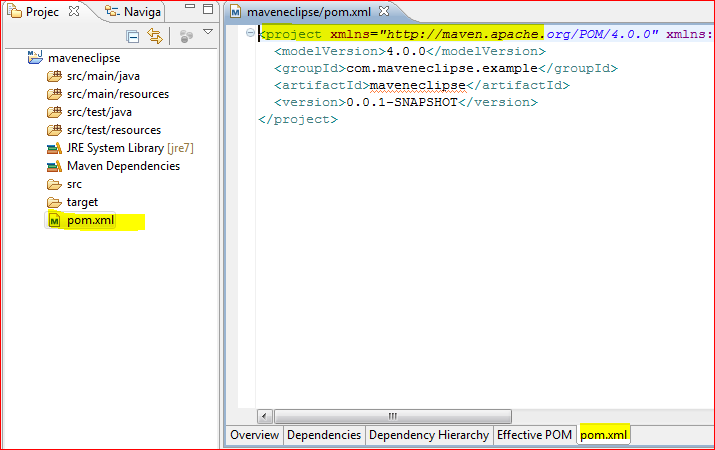 Projec
Naviga
maveneclipse
src/main/java
src/main/resources
src/test/java
src/test/resources
JRE System Library [jre7]
Maven Dependencies
src
target
pom.xml
maveneclipse/pom.xml
<project xmlns="http://maven.apache.org/POM/4.0.0" xmlns:
<modelVersion>4.0.0</modelVersion>
<groupId>com.maveneclipse.example</groupId>
<artifactId>maveneclipse</artifactId>
<version>0.0.1-SNAPSHOT</version>
</project>
Overview Dependencies Dependency Hierarchy Effective POM pom.xml